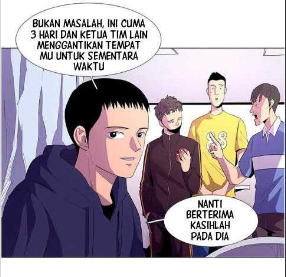 BUKAN MASALAH, INI CUMA
3 HARI DAN KETUA TIM LAIN
MENGGANTIKAN TEMPAT
MU UNTUK SEMENTARA
WAKTU
NANTI
BERTERIMA
KASIHLAH
PADA DIA